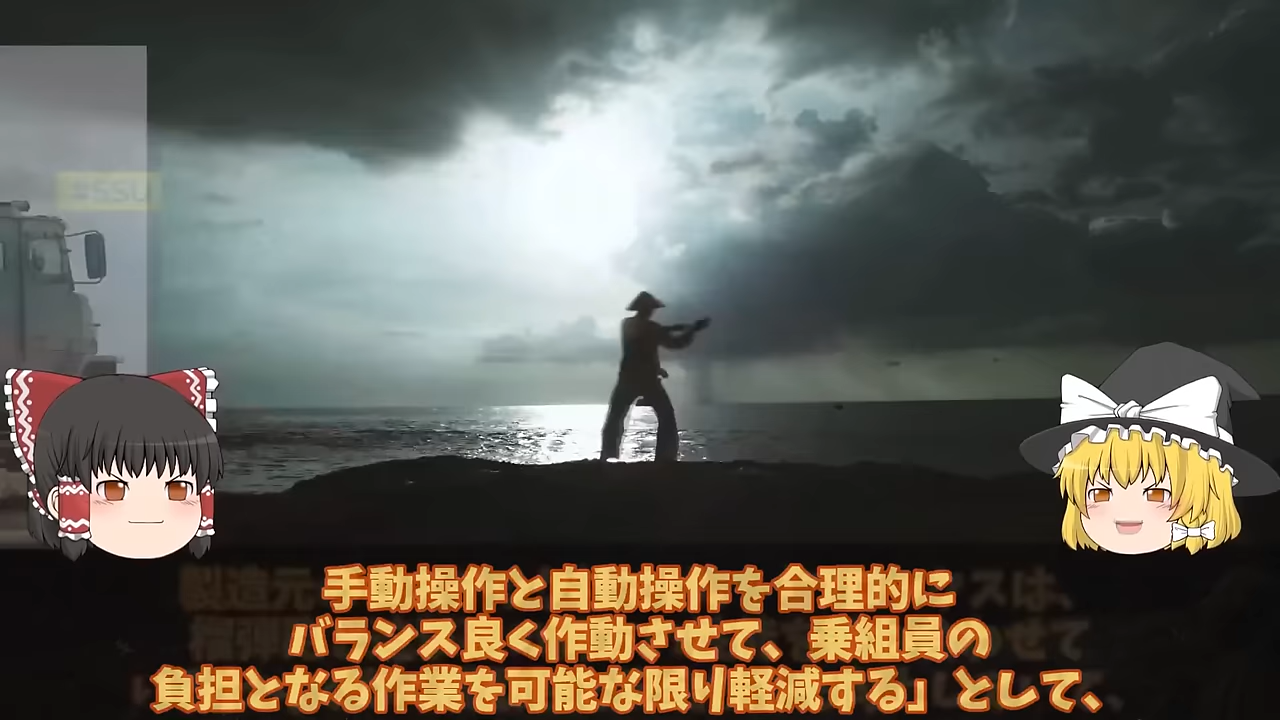 #SSU
手動操作と自動操作を合理的に
バランス良く作動させて、乗組員の
負担となる作業を可能な限り軽減する」として、